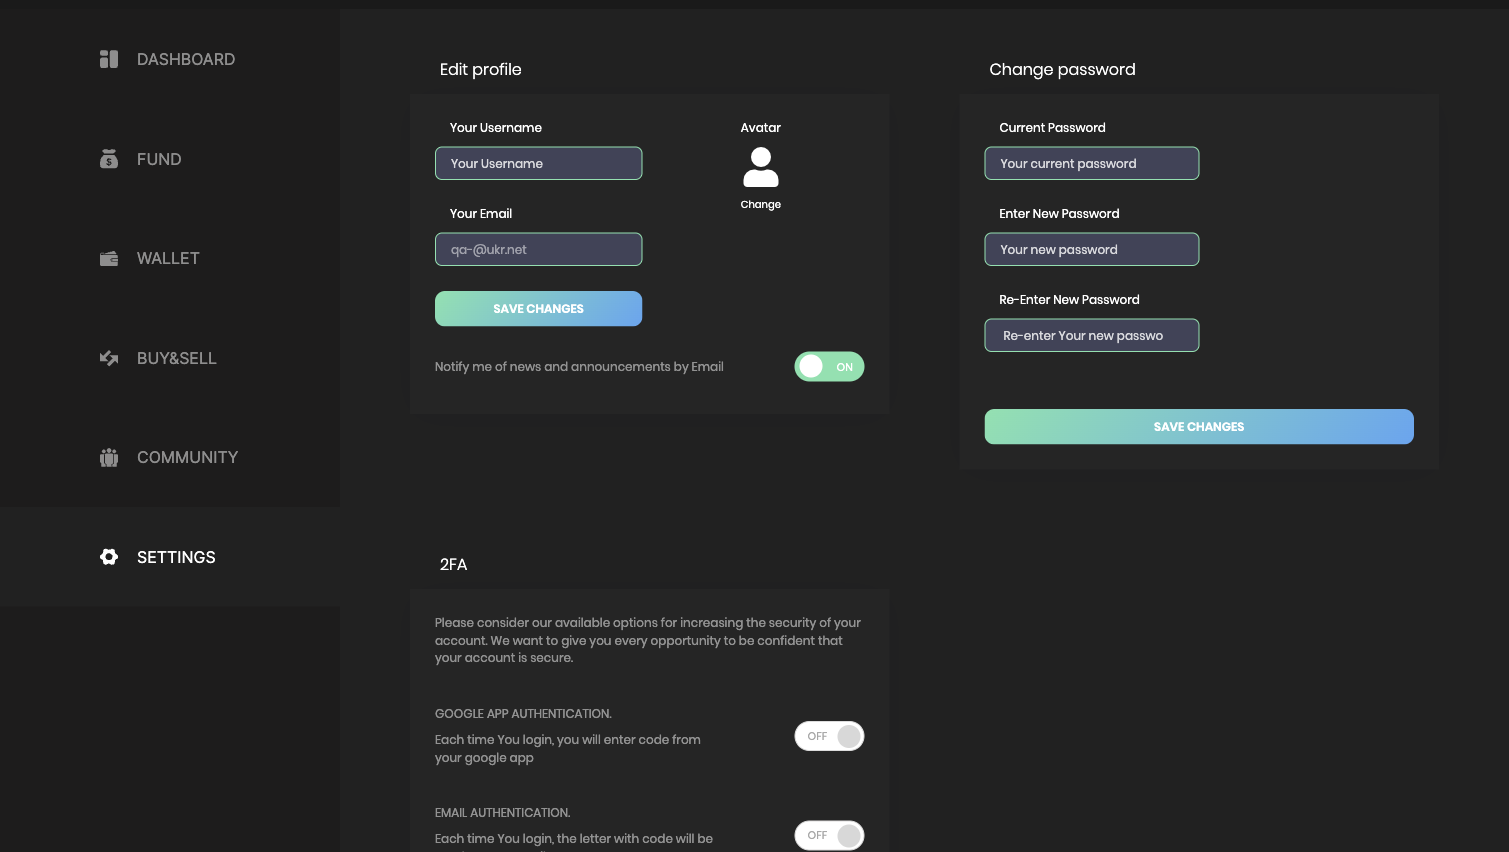 DASHBOARD
FUND
WALLET
BUY&SELL
COMMUNITY
SETTINGS
Edit profile
Your Username
Your Username
Your Email
qa-@ukr.net
SAVE CHANGES
Avatar
Change
Notify me of news and announcements by Email
ON
Change password
Current Password
Your current password
Enter New Password
Your new password
Re-Enter New Password
Re-enter Your new passwo
SAVE CHANGES
2FA
Please consider our available options for increasing the security of your
account. We want to give you every opportunity to be confident that
your account is secure.
GOOGLE APP AUTHENTICATION.
Each time You login, you will enter code from
your google app
OFF
EMAIL AUTHENTICATION.
Each time You login, the letter with code will be
OFF